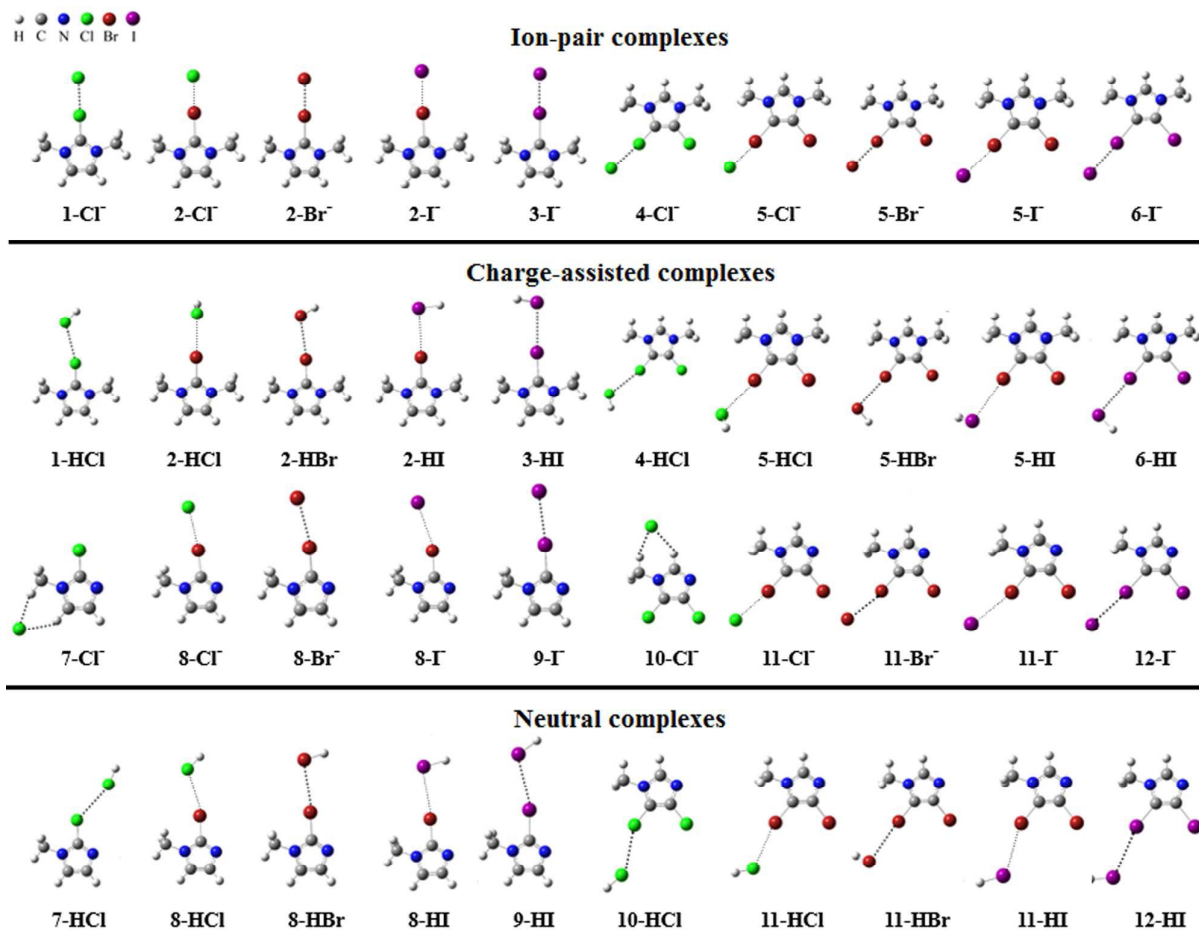 H C N Cl Br I
Ion-pair complexes
1-Cl⁻ 2-Cl⁻ 2-Br⁻ 2-I⁻ 3-I⁻ 4-Cl⁻ 5-Cl⁻ 5-Br⁻ 5-I⁻ 6-I⁻
Charge-assisted complexes
1-HCl 2-HCl 2-HBr 2-HI 3-HI 4-HCl 5-HCl 5-HBr 5-HI 6-HI
7-Cl⁻ 8-Cl⁻ 8-Br⁻ 8-I⁻ 9-I⁻ 10-Cl⁻ 11-Cl⁻ 11-Br⁻ 11-I⁻ 12-I⁻
Neutral complexes
7-HCl 8-HCl 8-HBr 8-HI 9-HI 10-HCl 11-HCl 11-HBr 11-HI 12-HI